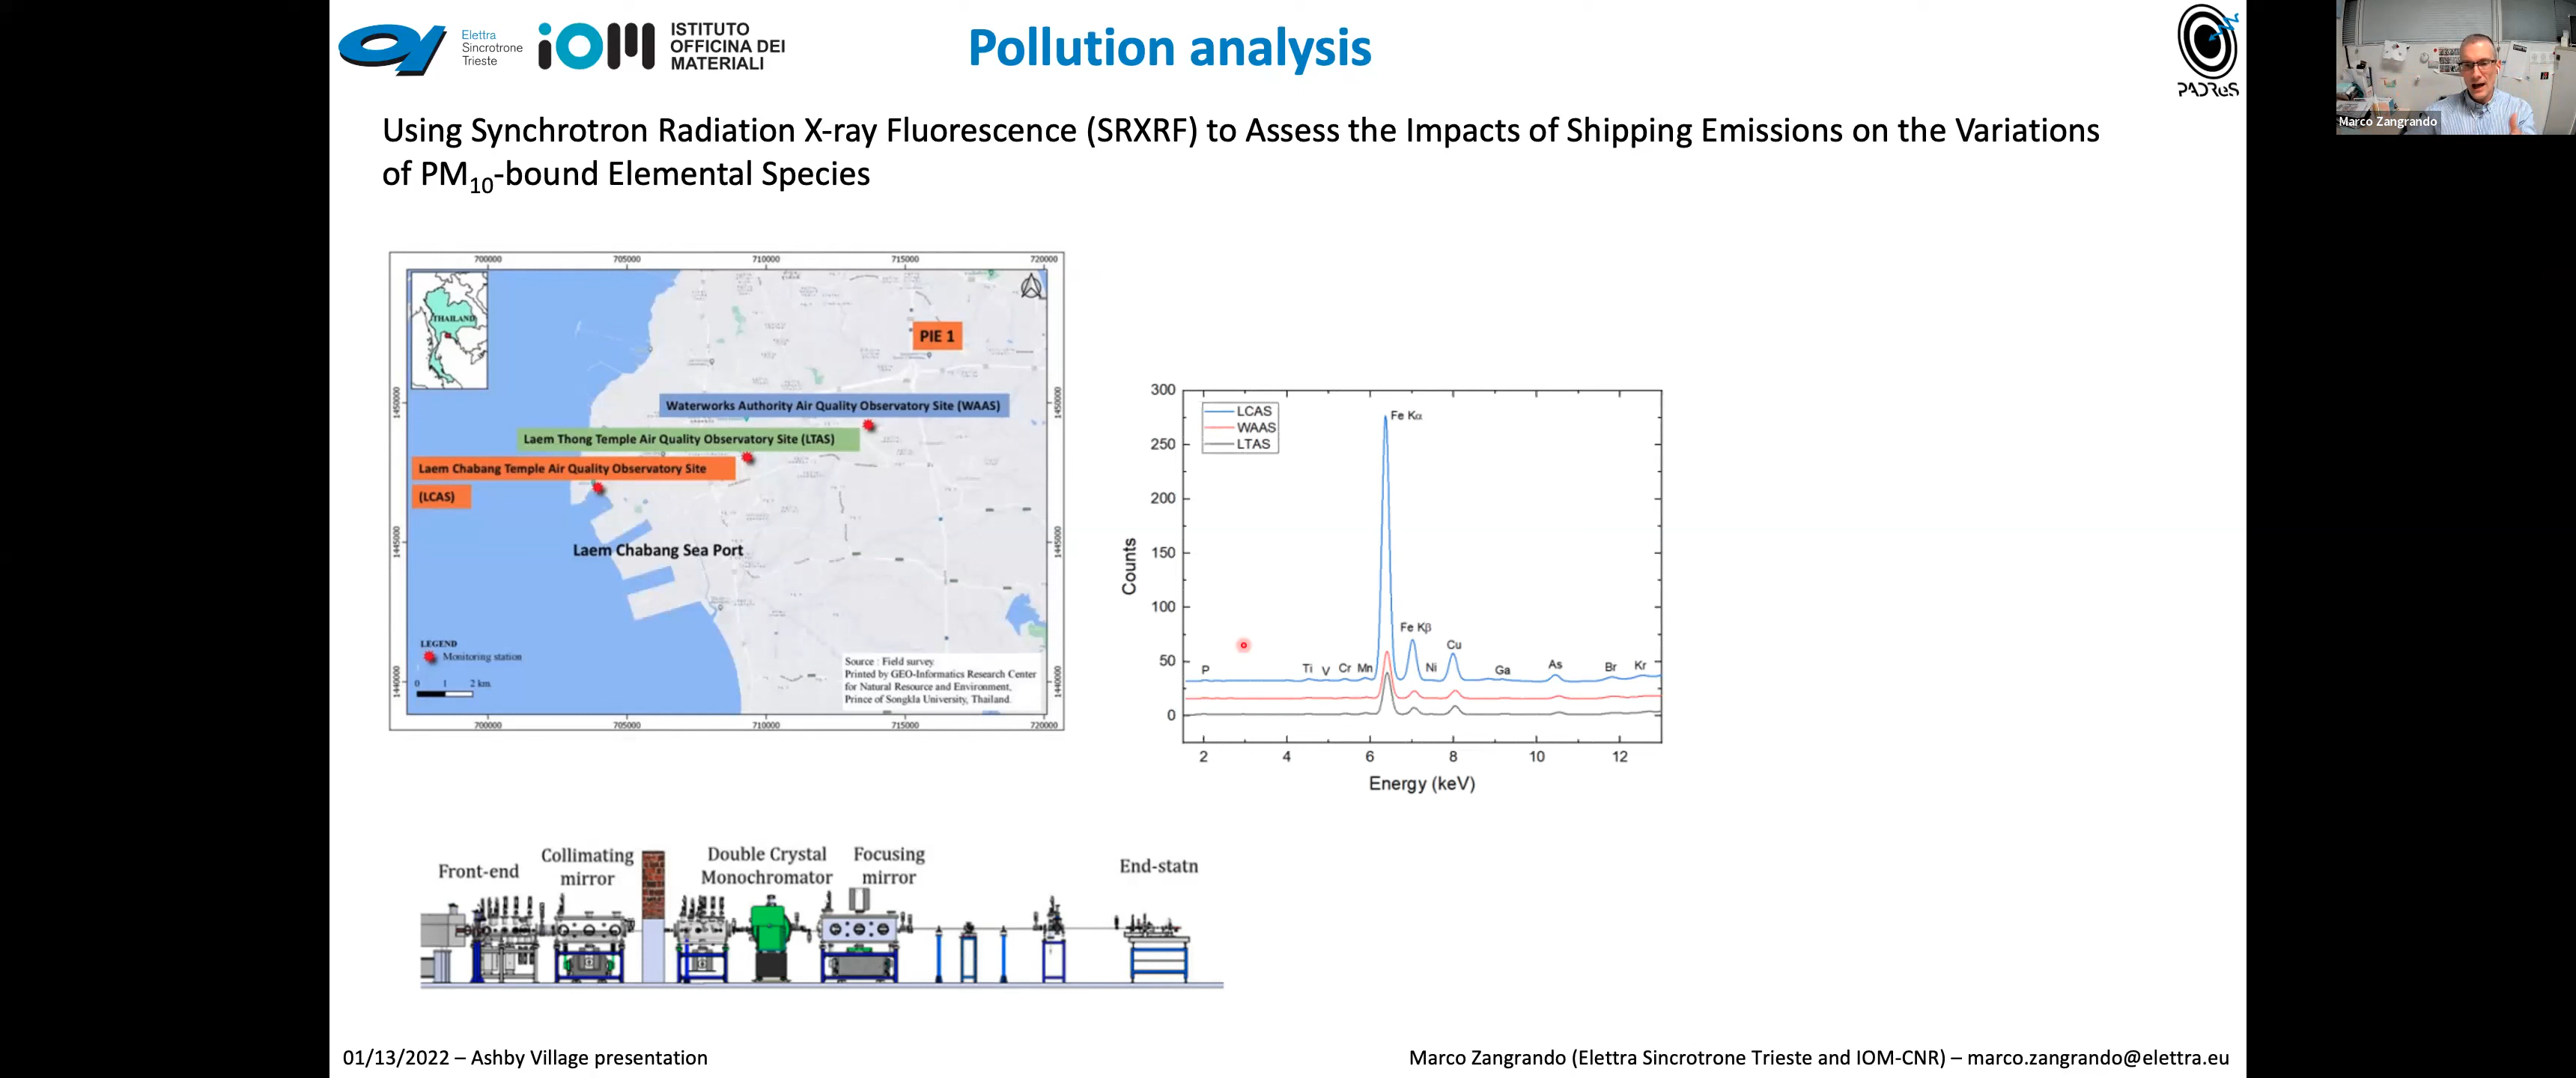 Elettra
Sincrotrone
Trieste
iOM
ISTITUTO
OFFICINA DEI
MATERIALI
Pollution analysis
PADReS
Marco Zangrando
Using Synchrotron Radiation X-ray Fluorescence (SRXRF) to Assess the Impacts of Shipping Emissions on the Variations
of PM10-bound Elemental Species
700000 705000 710000 715000 720000
THAILAND
PIE 1
1450000 1450000
Waterworks Authority Air Quality Observatory Site (WAAS)
Laem Thong Temple Air Quality Observatory Site (LTAS)
Laem Chabang Temple Air Quality Observatory Site
(LCAS)
1445000 1445000
Laem Chabang Sea Port
LEGEND
Monitoring station
0 1 2 km
1440000 1440000
Source : Field survey.
Printed by GEO-Informatics Research Center
for Natural Resource and Environment,
Prince of Songkla University, Thailand.
700000 705000 710000 715000 720000
300
250
200
150
100
50
0
Counts
LCAS
WAAS
LTAS
Fe Kα
Fe Kβ
Cu
P Ti V Cr Mn Ni Ga As Br Kr
2 4 6 8 10 12
Energy (keV)
Front-end
Collimating
mirror
Double Crystal
Monochromator
Focusing
mirror
End-statn
01/13/2022 – Ashby Village presentation
Marco Zangrando (Elettra Sincrotrone Trieste and IOM-CNR) – marco.zangrando@elettra.eu